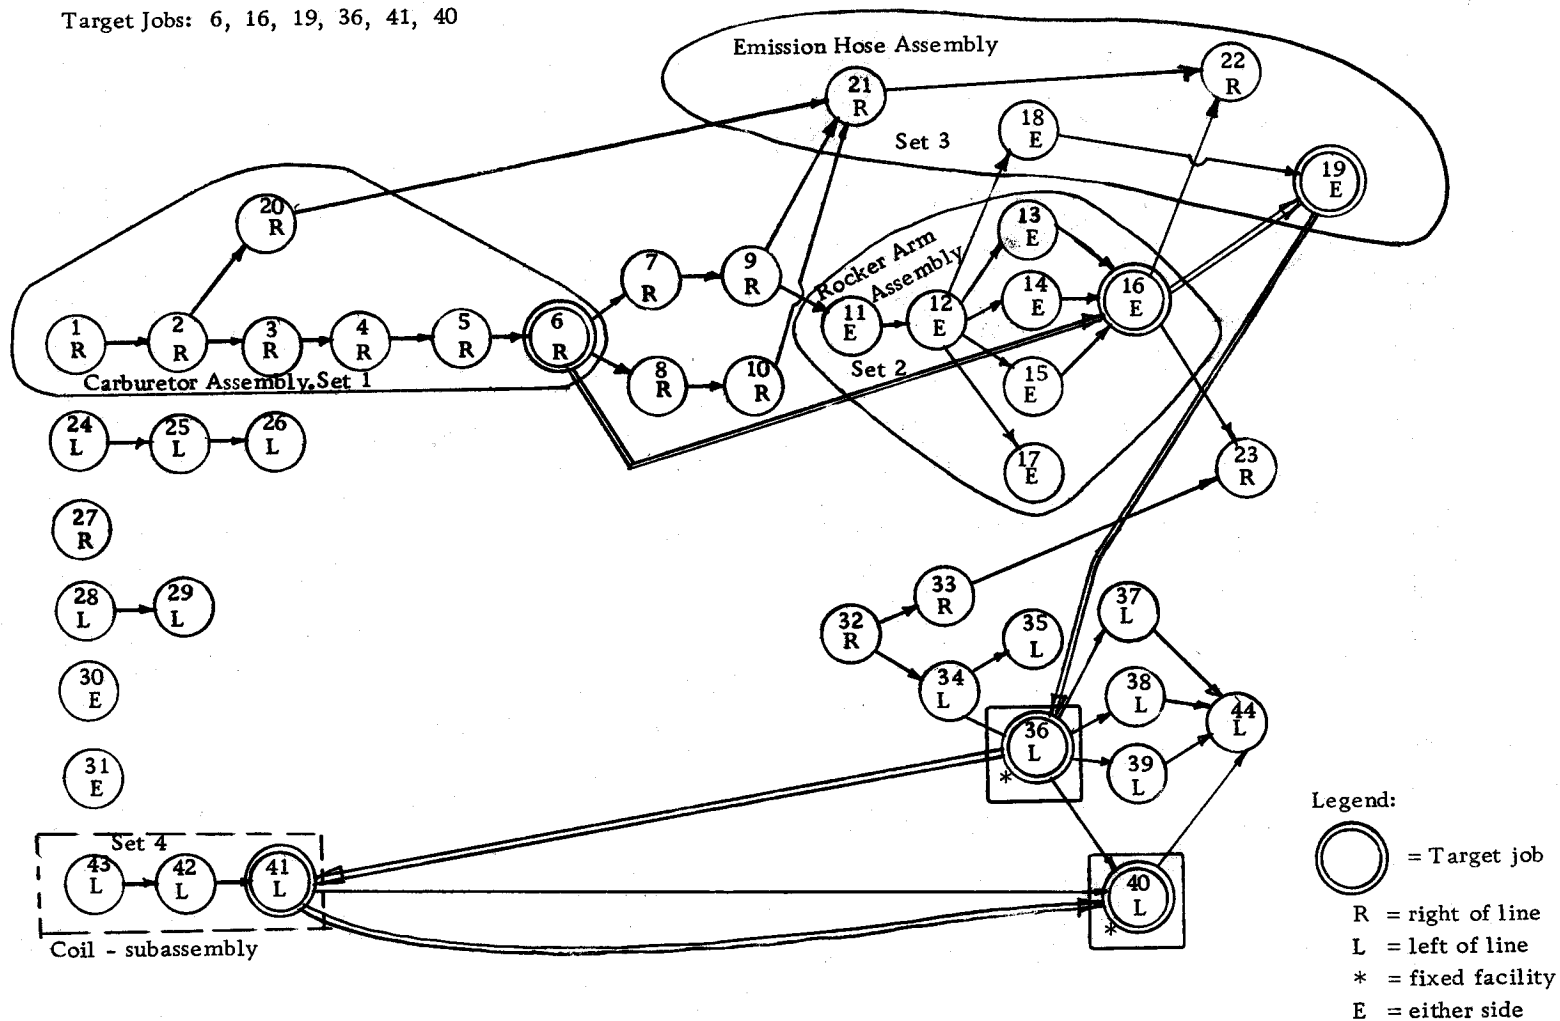 Target Jobs: 6, 16, 19, 36, 41, 40
Emission Hose Assembly
22
R
21
R
18
E
Set 3
19
E
20
R
13
E
Rocker Arm
Assembly
7
R
9
R
14
E
16
E
11
E
12
E
1
R
2
R
3
R
4
R
5
R
6
R
8
R
10
R
15
E
Set 2
Carburetor Assembly, Set 1
24
L
25
L
26
L
17
E
23
R
27
R
28
L
29
L
33
R
32
R
35
L
37
L
30
E
34
L
38
L
44
L
36
L
*
39
L
31
E
Legend:
= Target job
Set 4
43
L
42
L
41
L
40
L
*
Coil - subassembly
R = right of line
L = left of line
* = fixed facility
E = either side